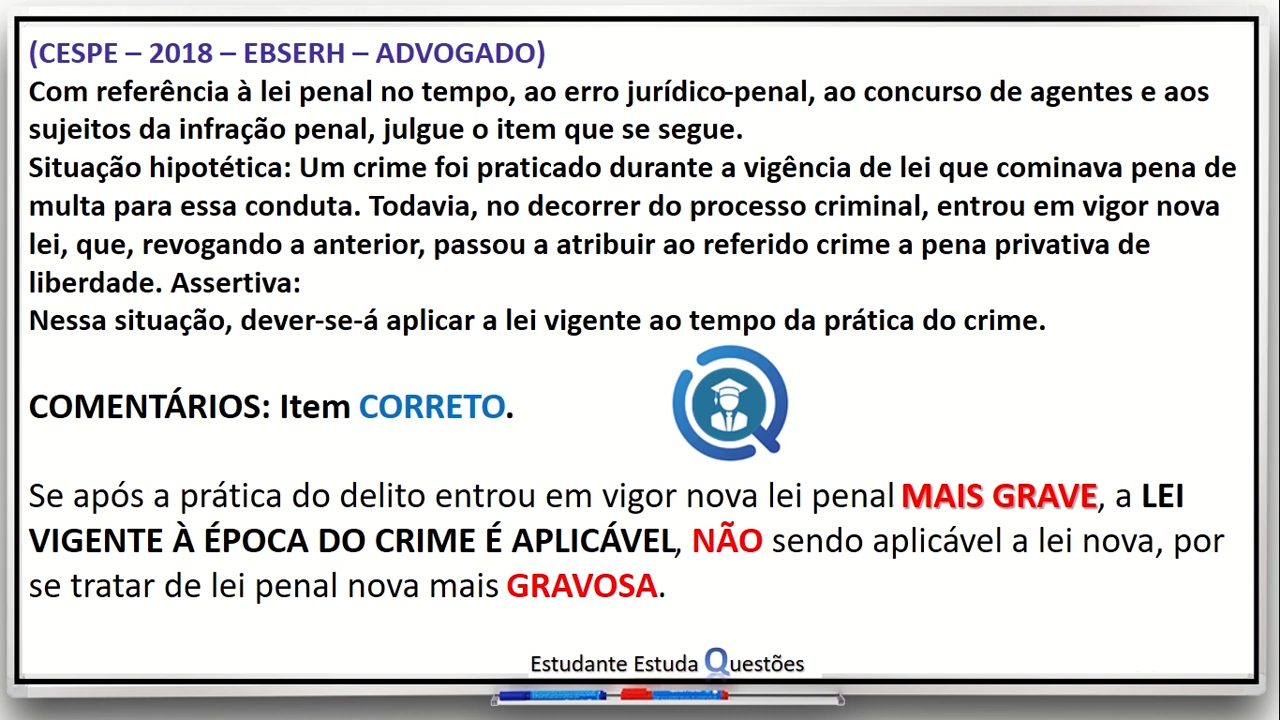 (CESPE – 2018 – EBSERH – ADVOGADO)
Com referência à lei penal no tempo, ao erro jurídico-penal, ao concurso de agentes e aos
sujeitos da infração penal, julgue o item que se segue.
Situação hipotética: Um crime foi praticado durante a vigência de lei que cominava pena de
multa para essa conduta. Todavia, no decorrer do processo criminal, entrou em vigor nova
lei, que, revogando a anterior, passou a atribuir ao referido crime a pena privativa de
liberdade. Assertiva:
Nessa situação, dever-se-á aplicar a lei vigente ao tempo da prática do crime.
COMENTÁRIOS: Item CORRETO.
Se após a prática do delito entrou em vigor nova lei penal MAIS GRAVE, a LEI
VIGENTE À ÉPOCA DO CRIME É APLICÁVEL, NÃO sendo aplicável a lei nova, por
se tratar de lei penal nova mais GRAVOSA.
Estudante Estuda Questões